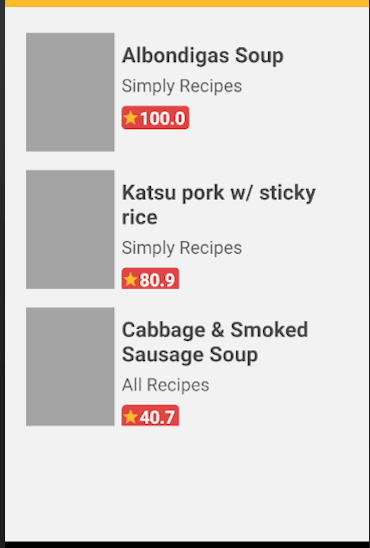 Albondigas Soup
Simply Recipes
100.0
Katsu pork w/ sticky
rice
Simply Recipes
80.9
Cabbage & Smoked
Sausage Soup
All Recipes
40.7